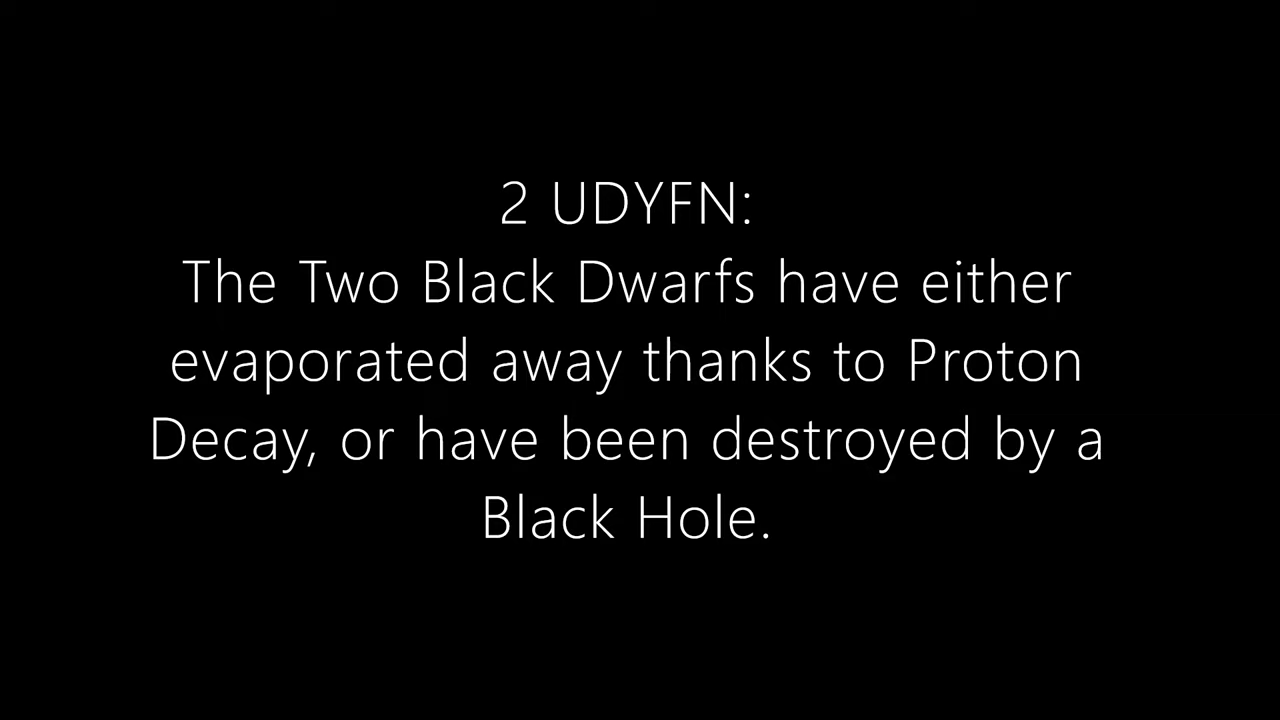 2 UDYFN:
The Two Black Dwarfs have either
evaporated away thanks to Proton
Decay, or have been destroyed by a
Black Hole.